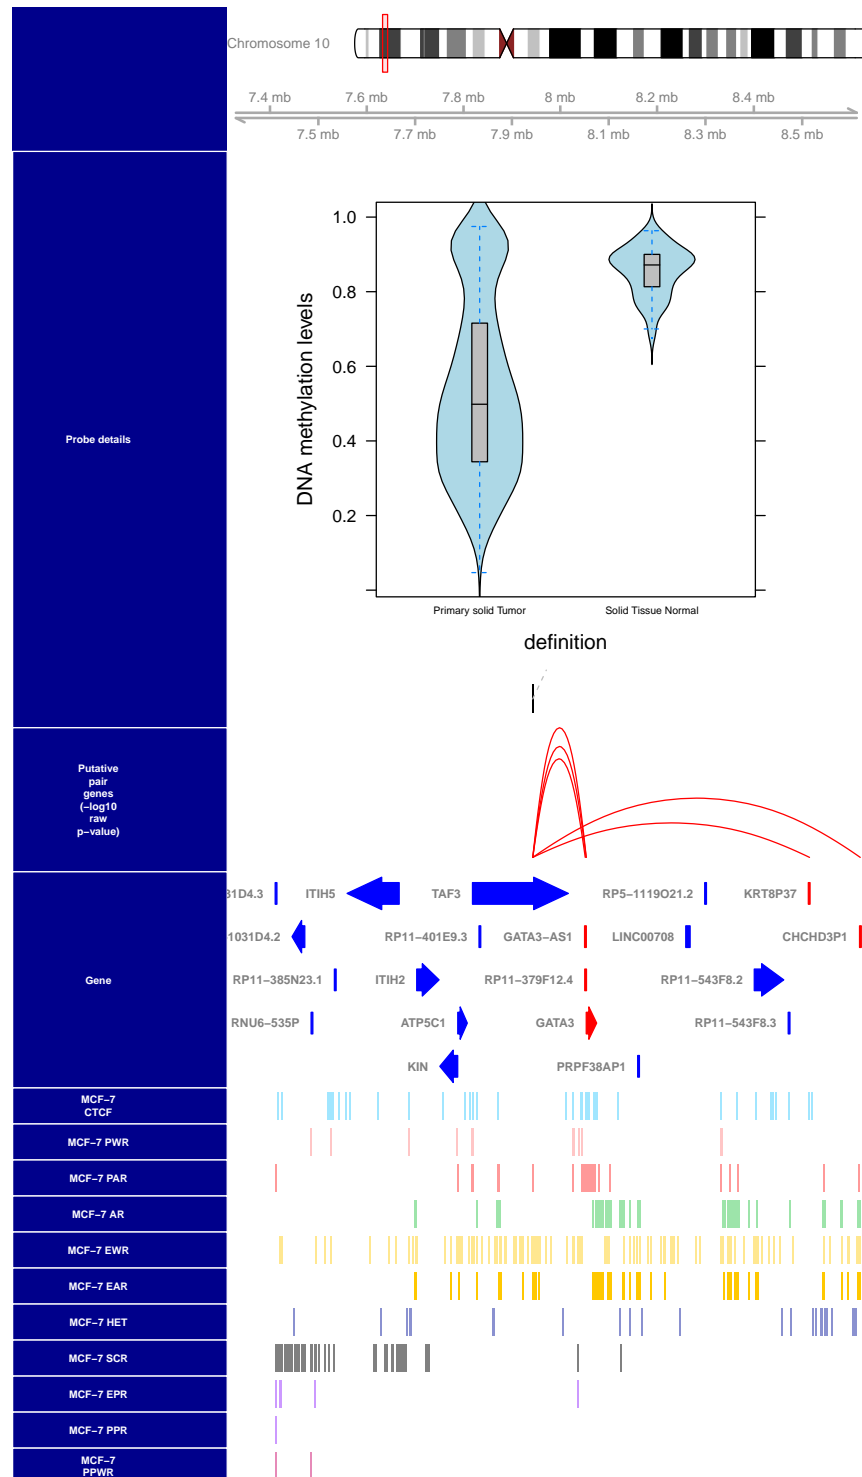 Chromosome 10
7.4 mb 7.6 mb 7.8 mb 8 mb 8.2 mb 8.4 mb
7.5 mb 7.7 mb 7.9 mb 8.1 mb 8.3 mb 8.5 mb
Probe details
DNA methylation levels
1.0
0.8
0.6
0.4
0.2
Primary solid Tumor Solid Tissue Normal
definition
Putative
pair
genes
(−log10
raw
p−value)
Gene
31D4.3 ITIH5 TAF3 RP5−1119O21.2 KRT8P37
1031D4.2 RP11−401E9.3 GATA3−AS1 LINC00708 CHCHD3P1
RP11−385N23.1 ITIH2 RP11−379F12.4 RP11−543F8.2
RNU6−535P ATP5C1 GATA3 RP11−543F8.3
KIN PRPF38AP1
MCF−7
CTCF
MCF−7 PWR
MCF−7 PAR
MCF−7 AR
MCF−7 EWR
MCF−7 EAR
MCF−7 HET
MCF−7 SCR
MCF−7 EPR
MCF−7 PPR
MCF−7
PPWR